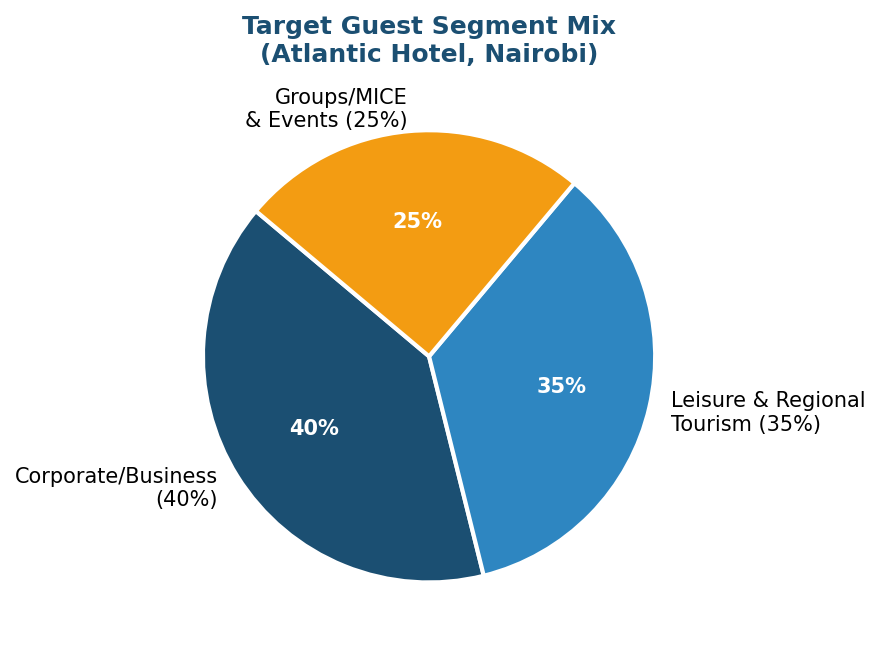 Target Guest Segment Mix
(Atlantic Hotel, Nairobi)
Groups/MICE
& Events (25%)
25%
35%
Leisure & Regional
Tourism (35%)
40%
Corporate/Business
(40%)